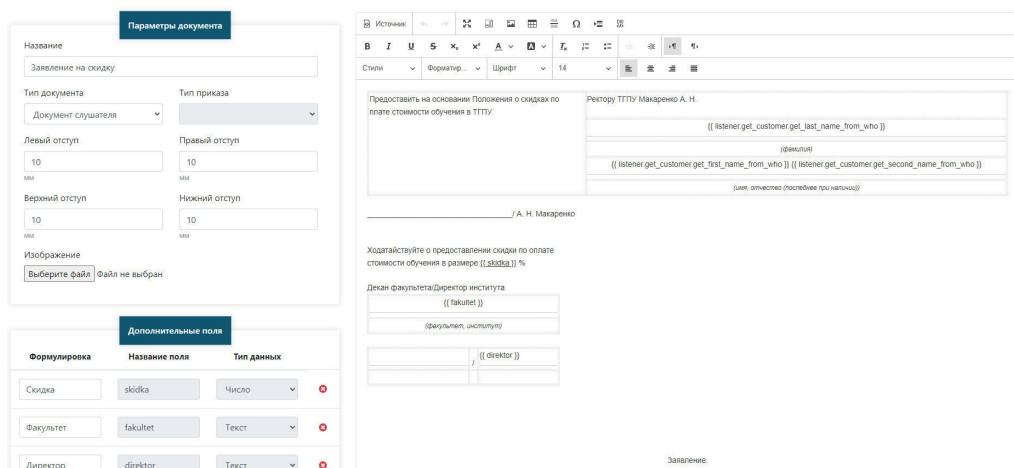 Параметры документа
Название
Заявление на скидку
Тип документа
Тип приказа
Документ слушателя
Левый отступ
Правый отступ
10
10
мм
мм
Верхний отступ
Нижний отступ
10
10
мм
мм
Изображение
Выберите файл Файл не выбран
Дополнительные поля
Формулировка
Название поля
Тип данных
Скидка
skidka
Число
Факультет
fakultet
Текст
Директор
direktor
Текст
Источник
Стили
Форматир...
Шрифт
14
Предоставить на основании Положения о скидках по
плате стоимости обучения в ТГПУ
Ректору ТГПУ Макаренко А. Н.
{{ listener.get_customer.get_last_name_from_who }}
(фамилия)
{{ listener.get_customer.get_first_name_from_who }} {{ listener.get_customer.get_second_name_from_who }}
(имя, отчество (последнее при наличии))
/ А. Н. Макаренко
Ходатайствуйте о предоставлении скидки по оплате
стоимости обучения в размере {{ skidka }} %
Декан факультета/Директор института
{{ fakultet }}
(факультет, институт)
/
{{ direktor }}
Заявление.